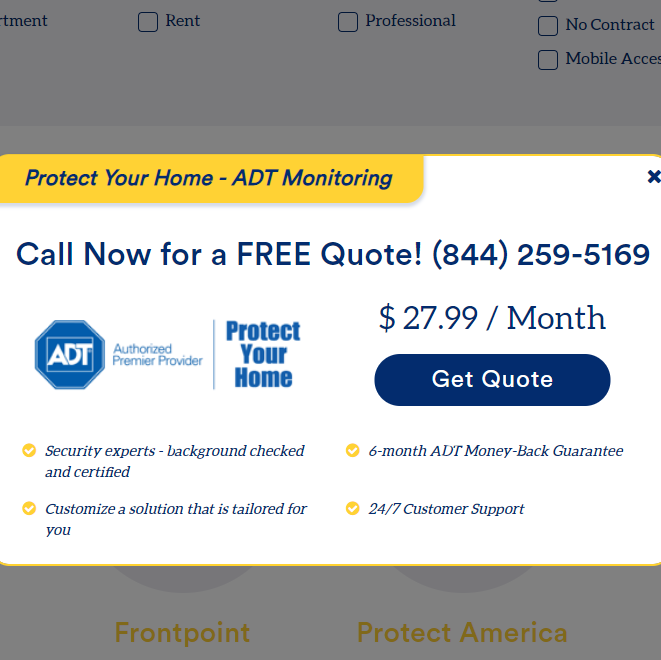 rtment
Rent
Professional
No Contract
Mobile Acces
Protect Your Home - ADT Monitoring
Call Now for a FREE Quote! (844) 259-5169
ADT
Authorized
Premier Provider
Protect
Your
Home
$ 27.99 / Month
Get Quote
Security experts - background checked
and certified
6-month ADT Money-Back Guarantee
Customize a solution that is tailored for
you
24/7 Customer Support
Frontpoint
Protect America